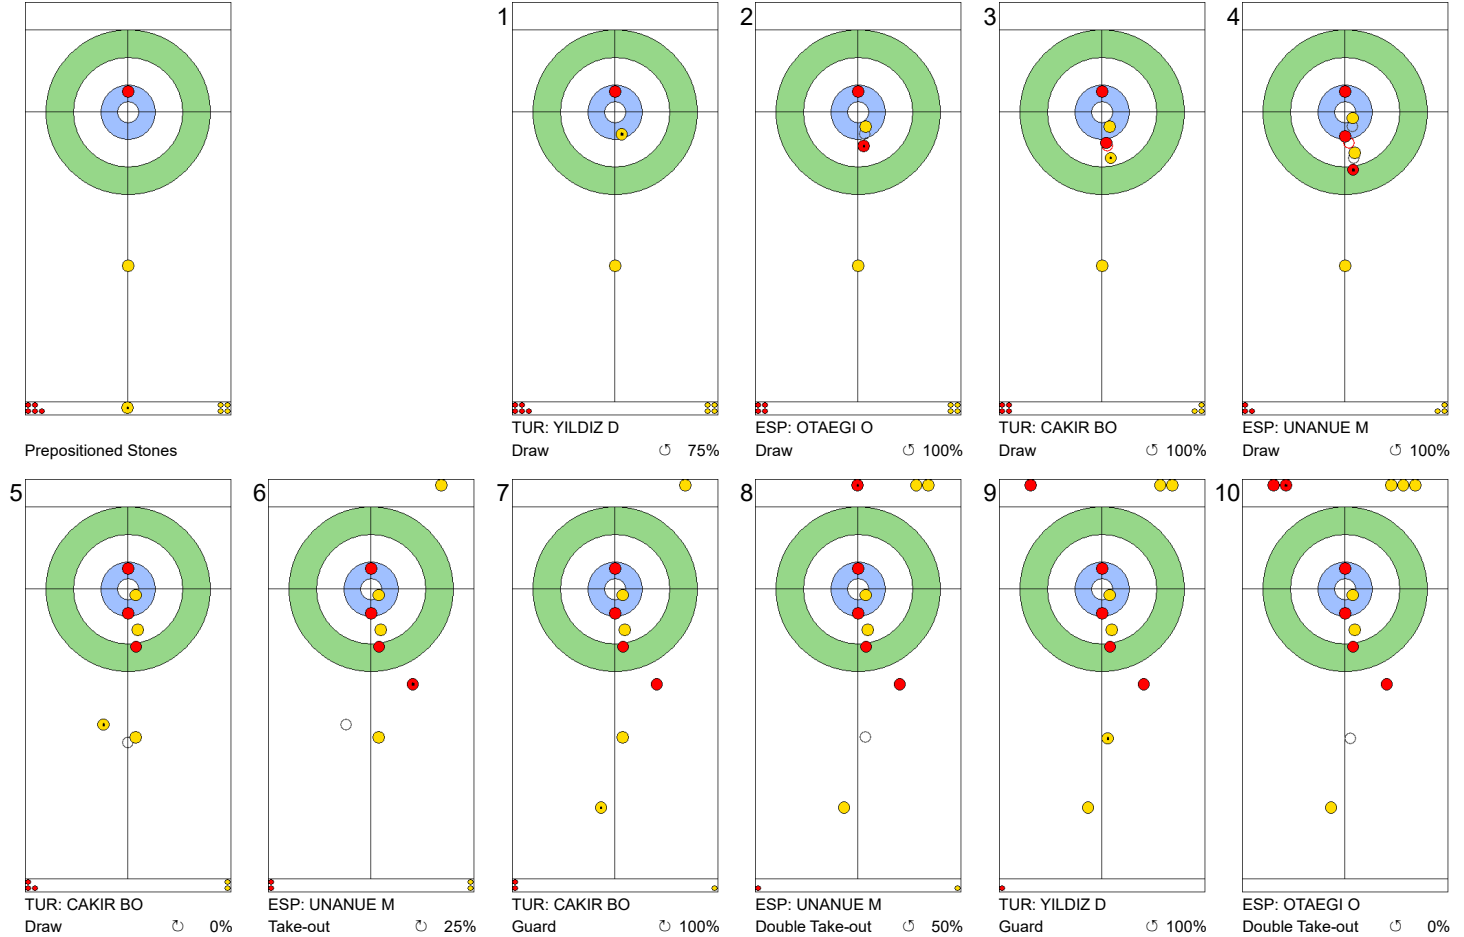 1
2
3
4
Prepositioned Stones
TUR: YILDIZ D
Draw 75%
ESP: OTAEGI O
Draw 100%
TUR: CAKIR BO
Draw 100%
ESP: UNANUE M
Draw 100%
5
6
7
8
9
10
TUR: CAKIR BO
Draw 0%
ESP: UNANUE M
Take-out 25%
TUR: CAKIR BO
Guard 100%
ESP: UNANUE M
Double Take-out 50%
TUR: YILDIZ D
Guard 100%
ESP: OTAEGI O
Double Take-out 0%